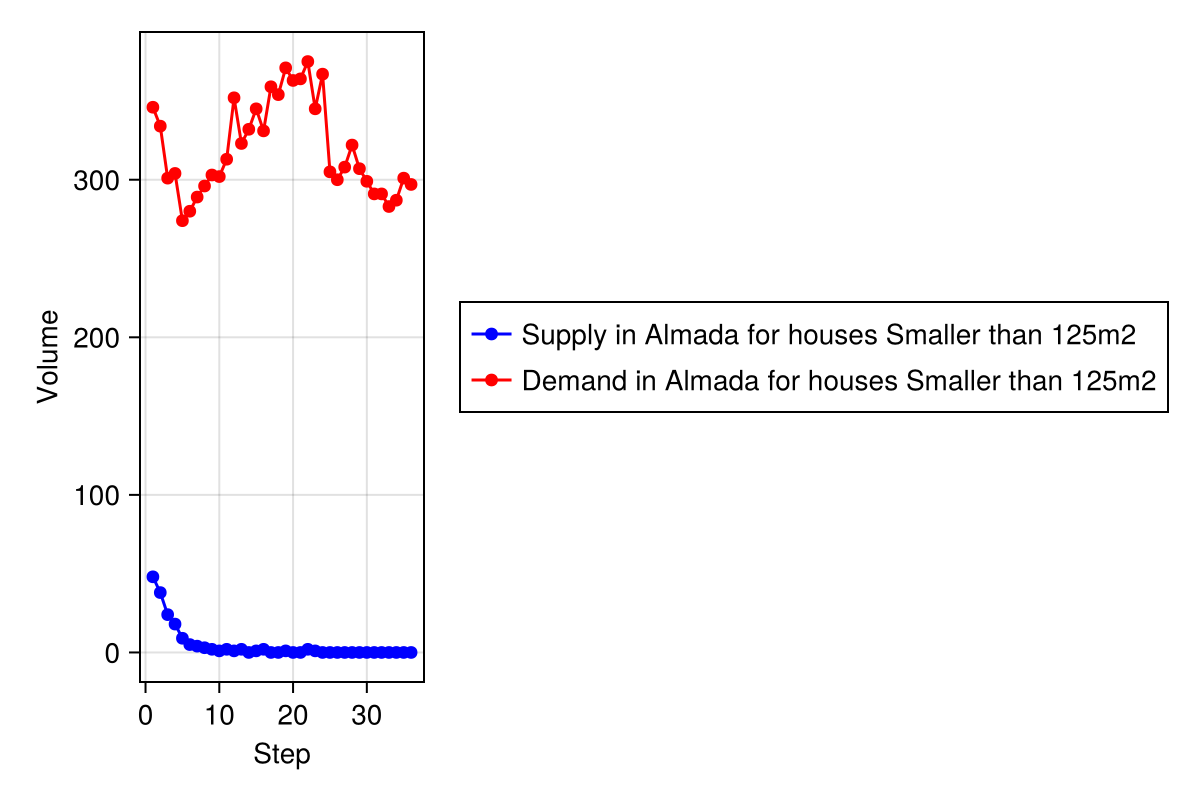 300
200
100
0
Volume
0 10 20 30
Step
Supply in Almada for houses Smaller than 125m2
Demand in Almada for houses Smaller than 125m2